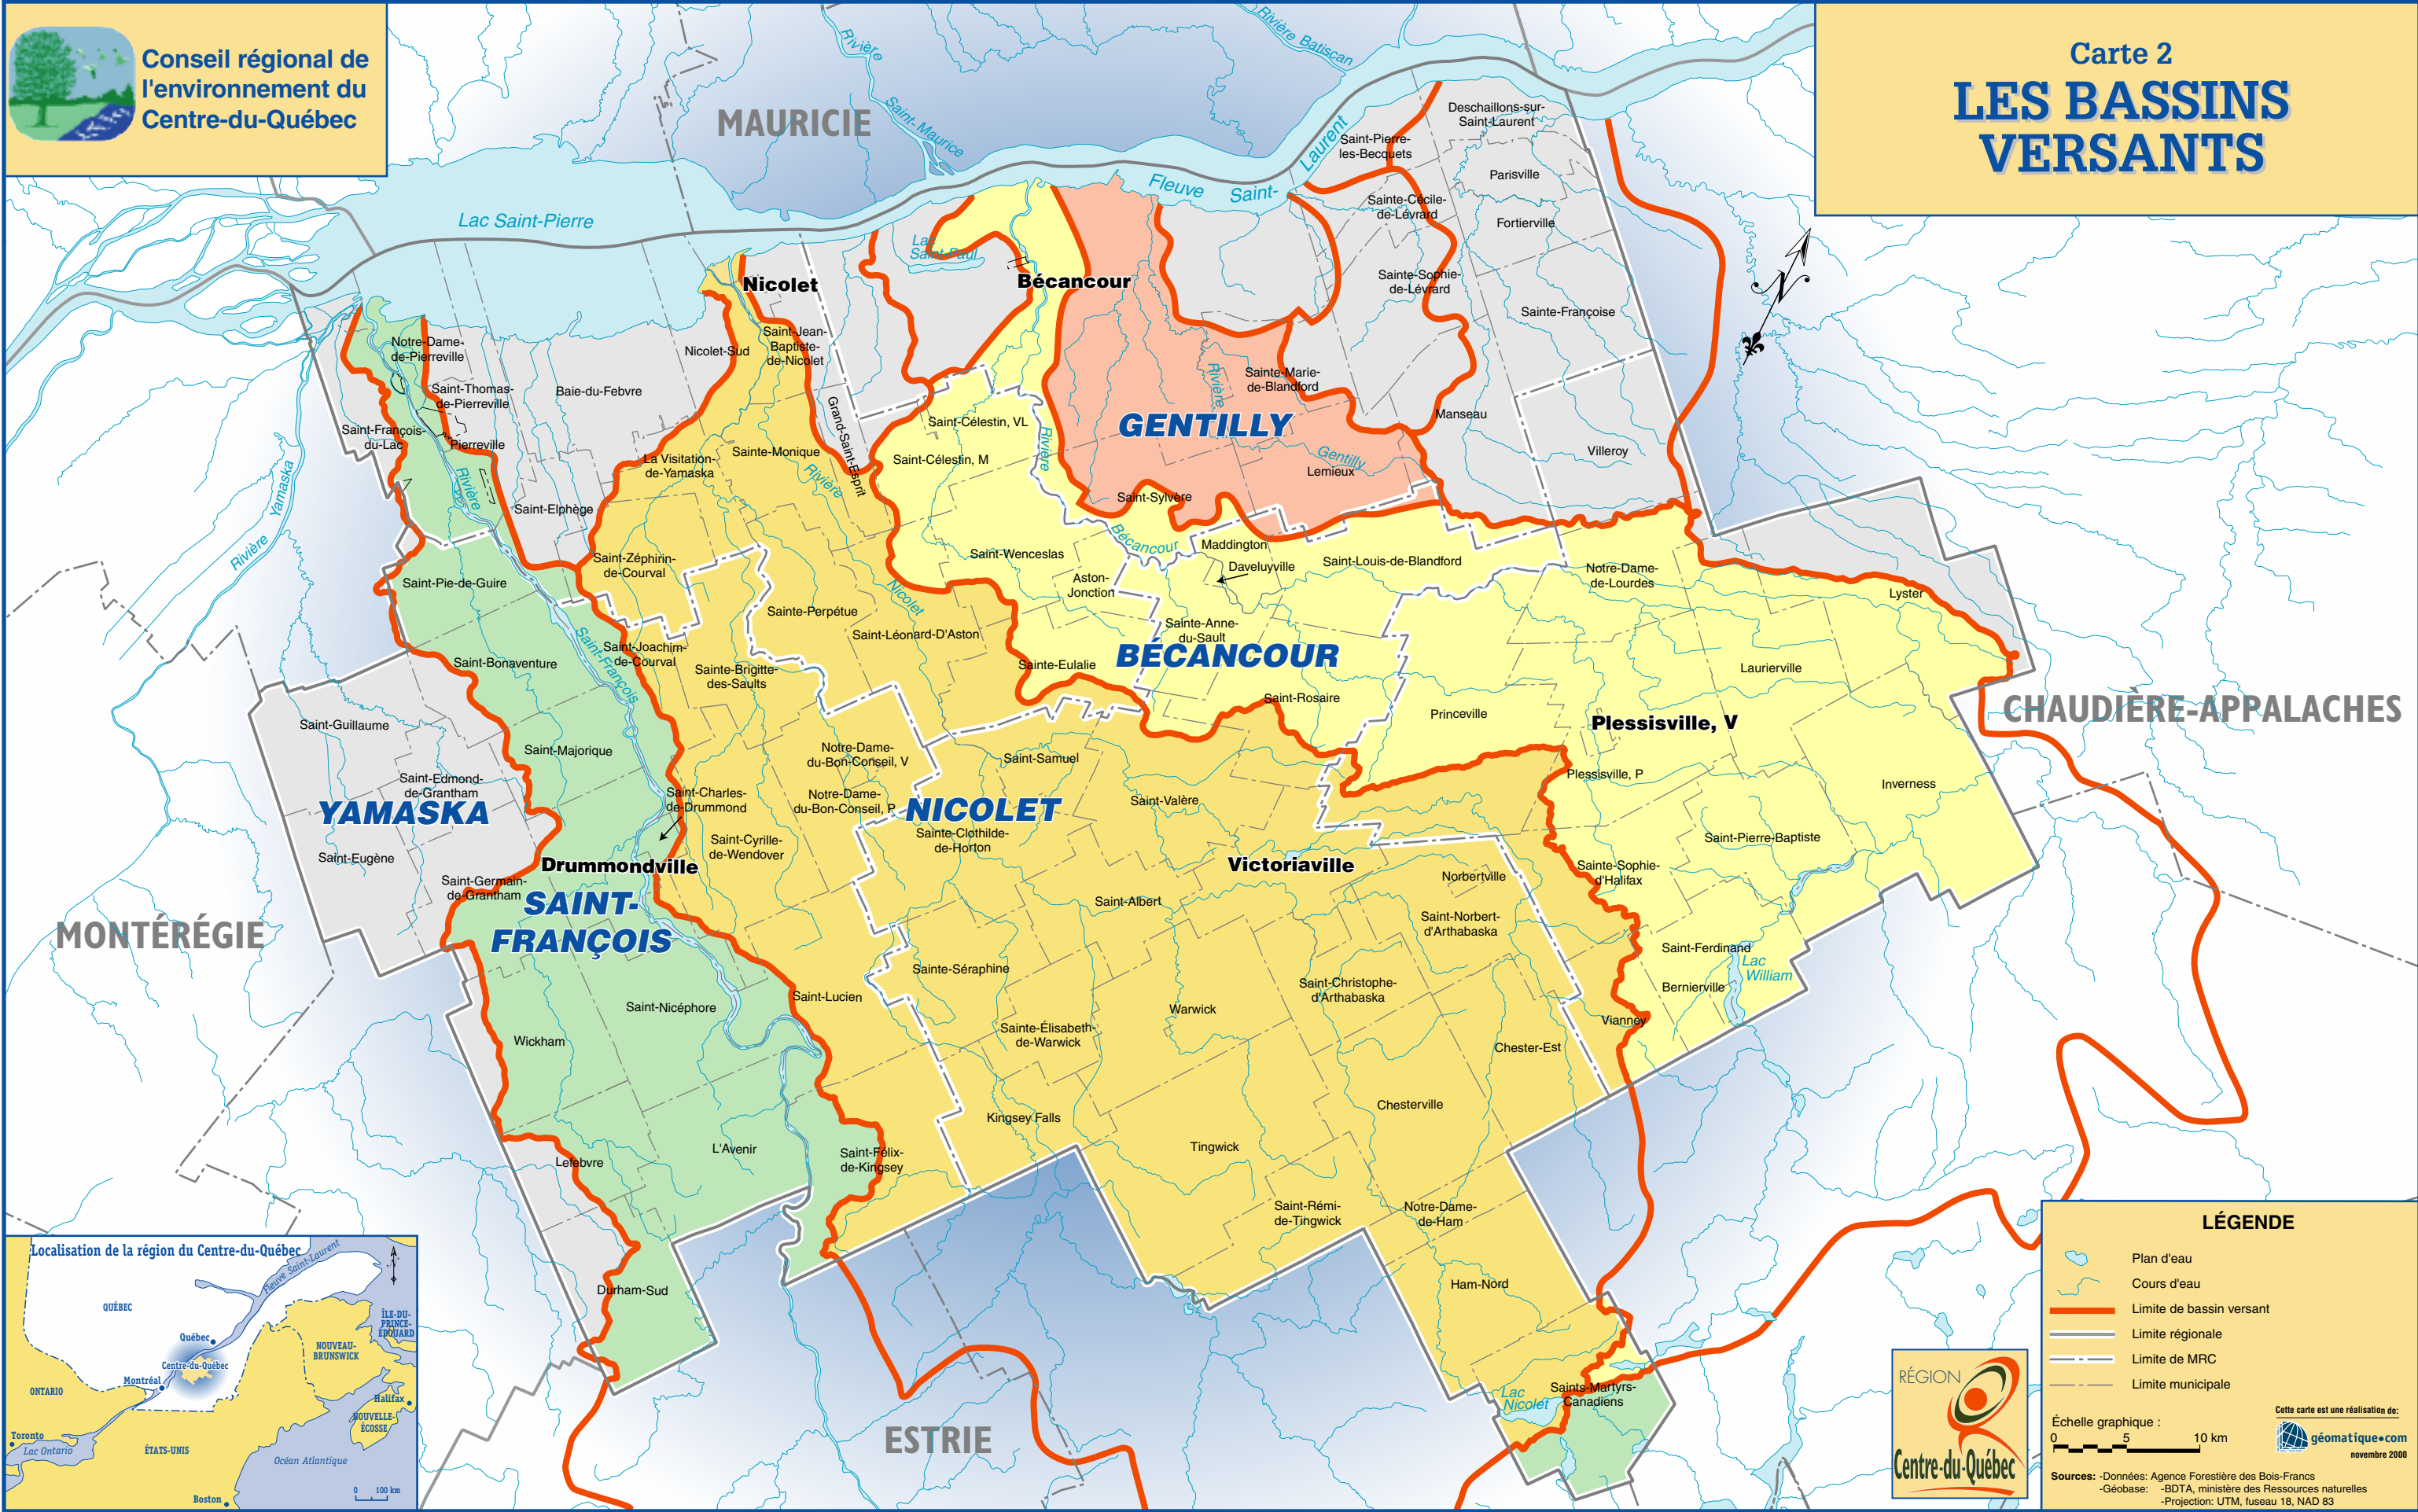 Conseil régional de
l'environnement du
Centre-du-Québec
Carte 2
LES BASSINS
VERSANTS
MAURICIE
Rivière
Saint-Maurice
Rivière Batiscan
Lac Saint-Pierre
Fleuve Saint-
Laurent
Lac
Saint-Paul
Deschaillons-sur-
Saint-Laurent
Saint-Pierre-
les-Becquets
Parisville
Sainte-Cécile-
de-Lévrard
Fortierville
Sainte-Sophie-
de-Lévrard
Sainte-Françoise
N
Nicolet
Bécancour
Saint-Jean-
Baptiste-
de-Nicolet
Nicolet-Sud
Notre-Dame-
de-Pierreville
Saint-Thomas-
de-Pierreville
Baie-du-Febvre
Saint-François-
du-Lac
Pierreville
Rivière
La Visitation-
de-Yamaska
Sainte-Monique
Rivière
Grand-Saint-Esprit
Saint-Célestin, VL
Saint-Célestin, M
Rivière
GENTILLY
Rivière
Sainte-Marie-
de-Blandford
Gentilly
Lemieux
Manseau
Villeroy
Saint-Sylvère
Saint-Elphège
Yamaska
Rivière
Saint-Zéphirin-
de-Courval
Saint-Pie-de-Guire
Saint-Wenceslas
Bécancour
Maddington
Daveluyville
Saint-Louis-de-Blandford
Aston-
Jonction
Notre-Dame-
de-Lourdes
Lyster
Nicolet
Sainte-Perpétue
Saint-Léonard-D'Aston
Sainte-Anne-
du-Sault
BÉCANCOUR
Saint-François
Saint-Joachim-
de-Courval
Saint-Bonaventure
Sainte-Brigitte-
des-Saults
Sainte-Eulalie
Saint-Rosaire
Laurierville
Princeville
Plessisville, V
CHAUDIÈRE-APPALACHES
Saint-Guillaume
Saint-Majorique
Notre-Dame-
du-Bon-Conseil, V
Saint-Samuel
Plessisville, P
Inverness
Saint-Edmond-
de-Grantham
YAMASKA
Saint-Charles-
de-Drummond
Notre-Dame-
du-Bon-Conseil, P
NICOLET
Saint-Valère
Sainte-Clothilde-
de-Horton
Saint-Cyrille-
de-Wendover
Saint-Pierre-Baptiste
Saint-Eugène
Drummondville
Victoriaville
Sainte-Sophie-
d'Halifax
Norbertville
Saint-Germain-
de-Grantham
SAINT-
FRANÇOIS
Saint-Albert
Saint-Norbert-
d'Arthabaska
MONTÉRÉGIE
Saint-Ferdinand
Lac
William
Sainte-Séraphine
Saint-Christophe-
d'Arthabaska
Bernierville
Saint-Nicéphore
Saint-Lucien
Warwick
Vianney
Sainte-Élisabeth-
de-Warwick
Wickham
Chester-Est
Chesterville
Kingsey Falls
L'Avenir
Saint-Félix-
de-Kingsey
Tingwick
Lefebvre
Saint-Rémi-
de-Tingwick
Notre-Dame-
de-Ham
Durham-Sud
Ham-Nord
Lac
Nicolet
Saints-Martyrs-
Canadiens
ESTRIE
Localisation de la région du Centre-du-Québec
Fleuve Saint-Laurent
N
QUÉBEC
Québec
Centre-du-Québec
Montréal
ÎLE-DU-
PRINCE-
ÉDOUARD
NOUVEAU-
BRUNSWICK
ONTARIO
Halifax
NOUVELLE-
ÉCOSSE
Toronto
Lac Ontario
ÉTATS-UNIS
Océan Atlantique
Boston
0 100 km
RÉGION
Centre-du-Québec
LÉGENDE
Plan d'eau
Cours d'eau
Limite de bassin versant
Limite régionale
Limite de MRC
Limite municipale
Échelle graphique :
0 5 10 km
Cette carte est une réalisation de:
géomatique•com
novembre 2000
Sources: -Données: Agence Forestière des Bois-Francs
-Géobase: -BDTA, ministère des Ressources naturelles
-Projection: UTM, fuseau 18, NAD 83